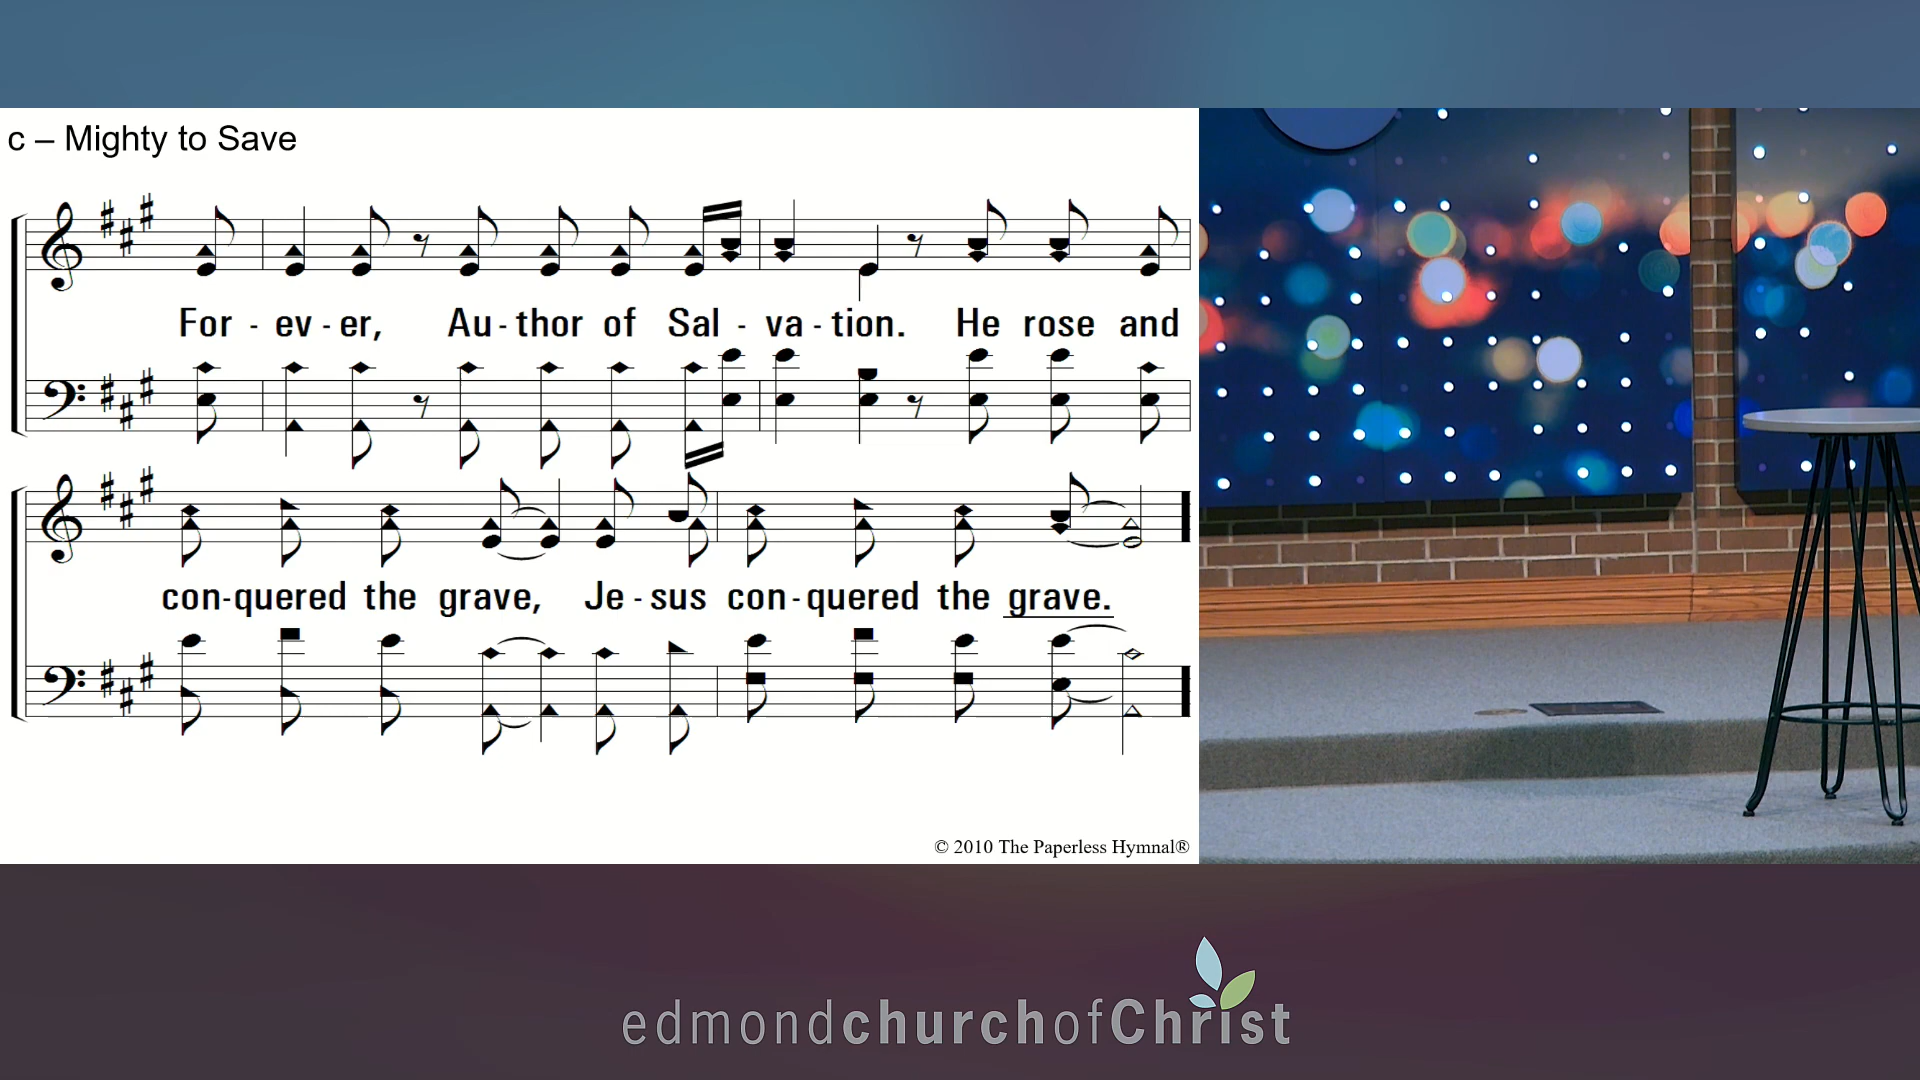 c – Mighty to Save
For - ev - er, Au - thor of Sal - va - tion. He rose and
con-quered the grave, Je - sus con - quered the grave.
© 2010 The Paperless Hymnal®
edmondchurchofChrist